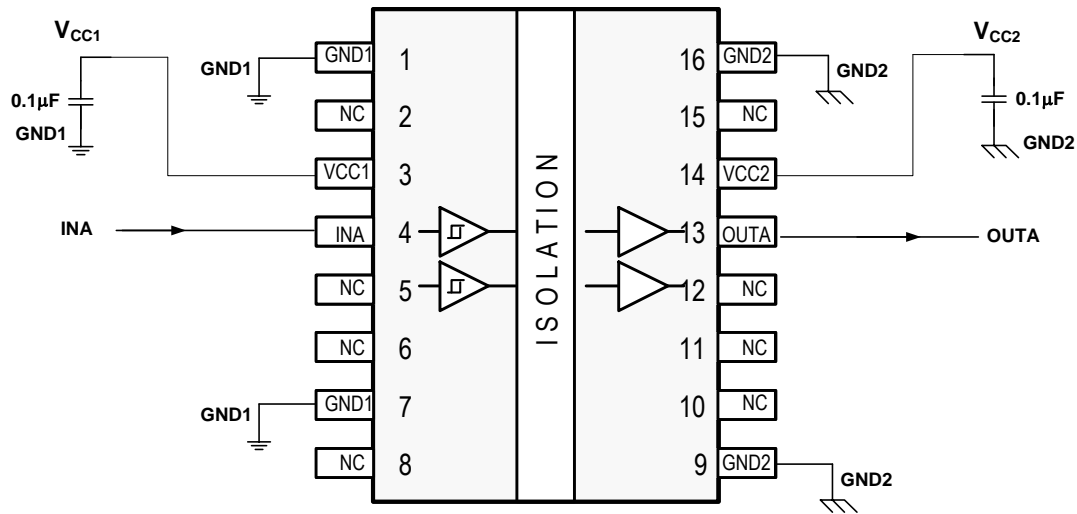 VCC1
VCC2
GND1
GND1
1
16
GND2
GND2
0.1μF
0.1μF
GND1
GND2
NC
2
15
NC
VCC1
3
14
VCC2
ISOLATION
INA
INA
4
13
OUTA
OUTA
NC
5
12
NC
NC
6
11
NC
GND1
GND1
7
10
NC
NC
8
9
GND2
GND2